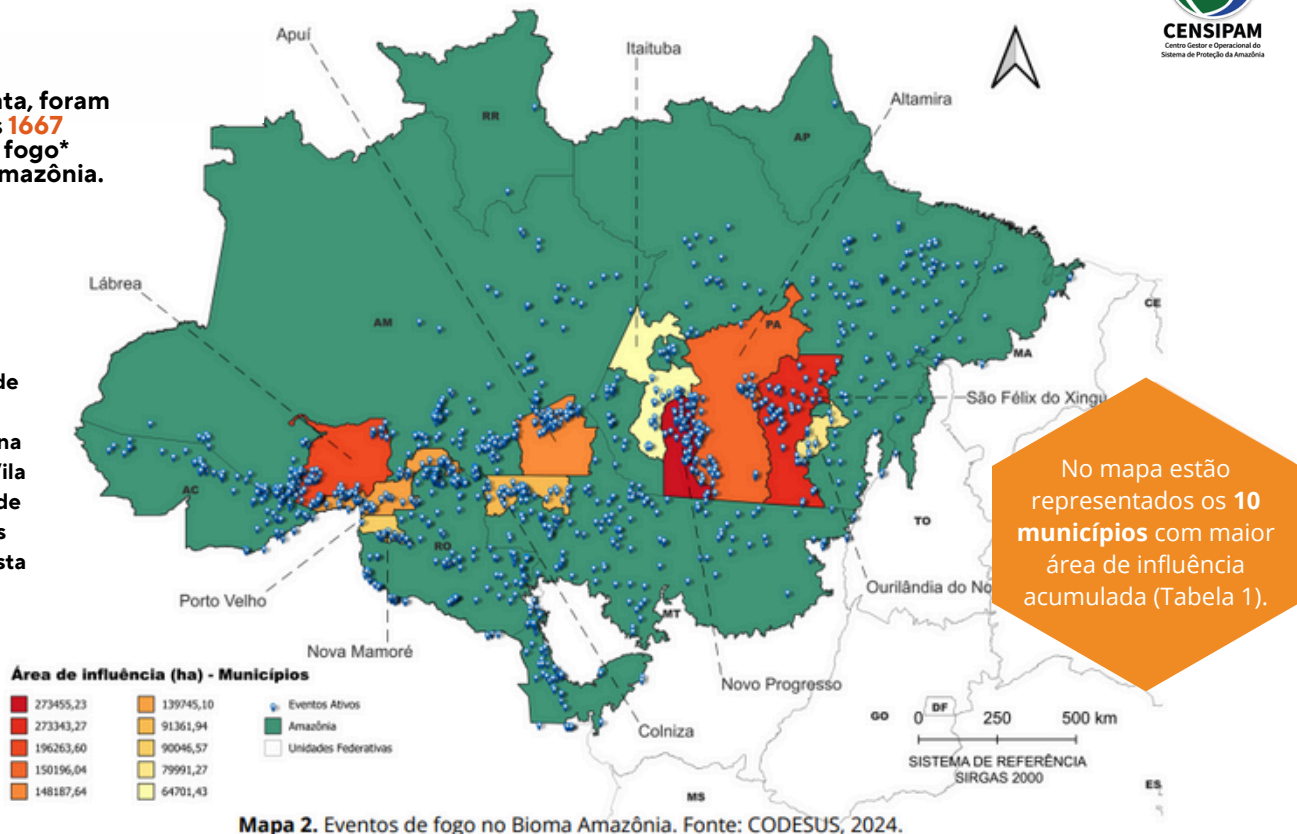 CENSIPAM
Centro Gestor e Operacional do
Sistema de Proteção da Amazônia
ata, foram
s 1667
fogo*
mazônia.
de
na
ila
de
s
sta
Apuí
Itaituba
Altamira
Lábrea
São Félix do Xingu
Porto Velho
Nova Mamoré
Ourilândia do No
Novo Progresso
Colniza
RR
AP
AM
PA
MA
CE
AC
RO
MT
TO
GO
DF
MS
ES
No mapa estão
representados os 10
municípios com maior
área de influência
acumulada (Tabela 1).
Área de influência (ha) - Municípios
273455,23
273343,27
196263,60
150196,04
148187,64
139745,10
91361,94
90046,57
79991,27
64701,43
Eventos Ativos
Amazônia
Unidades Federativas
0 250 500 km
SISTEMA DE REFERÊNCIA
SIRGAS 2000
Mapa 2. Eventos de fogo no Bioma Amazônia. Fonte: CODESUS, 2024.